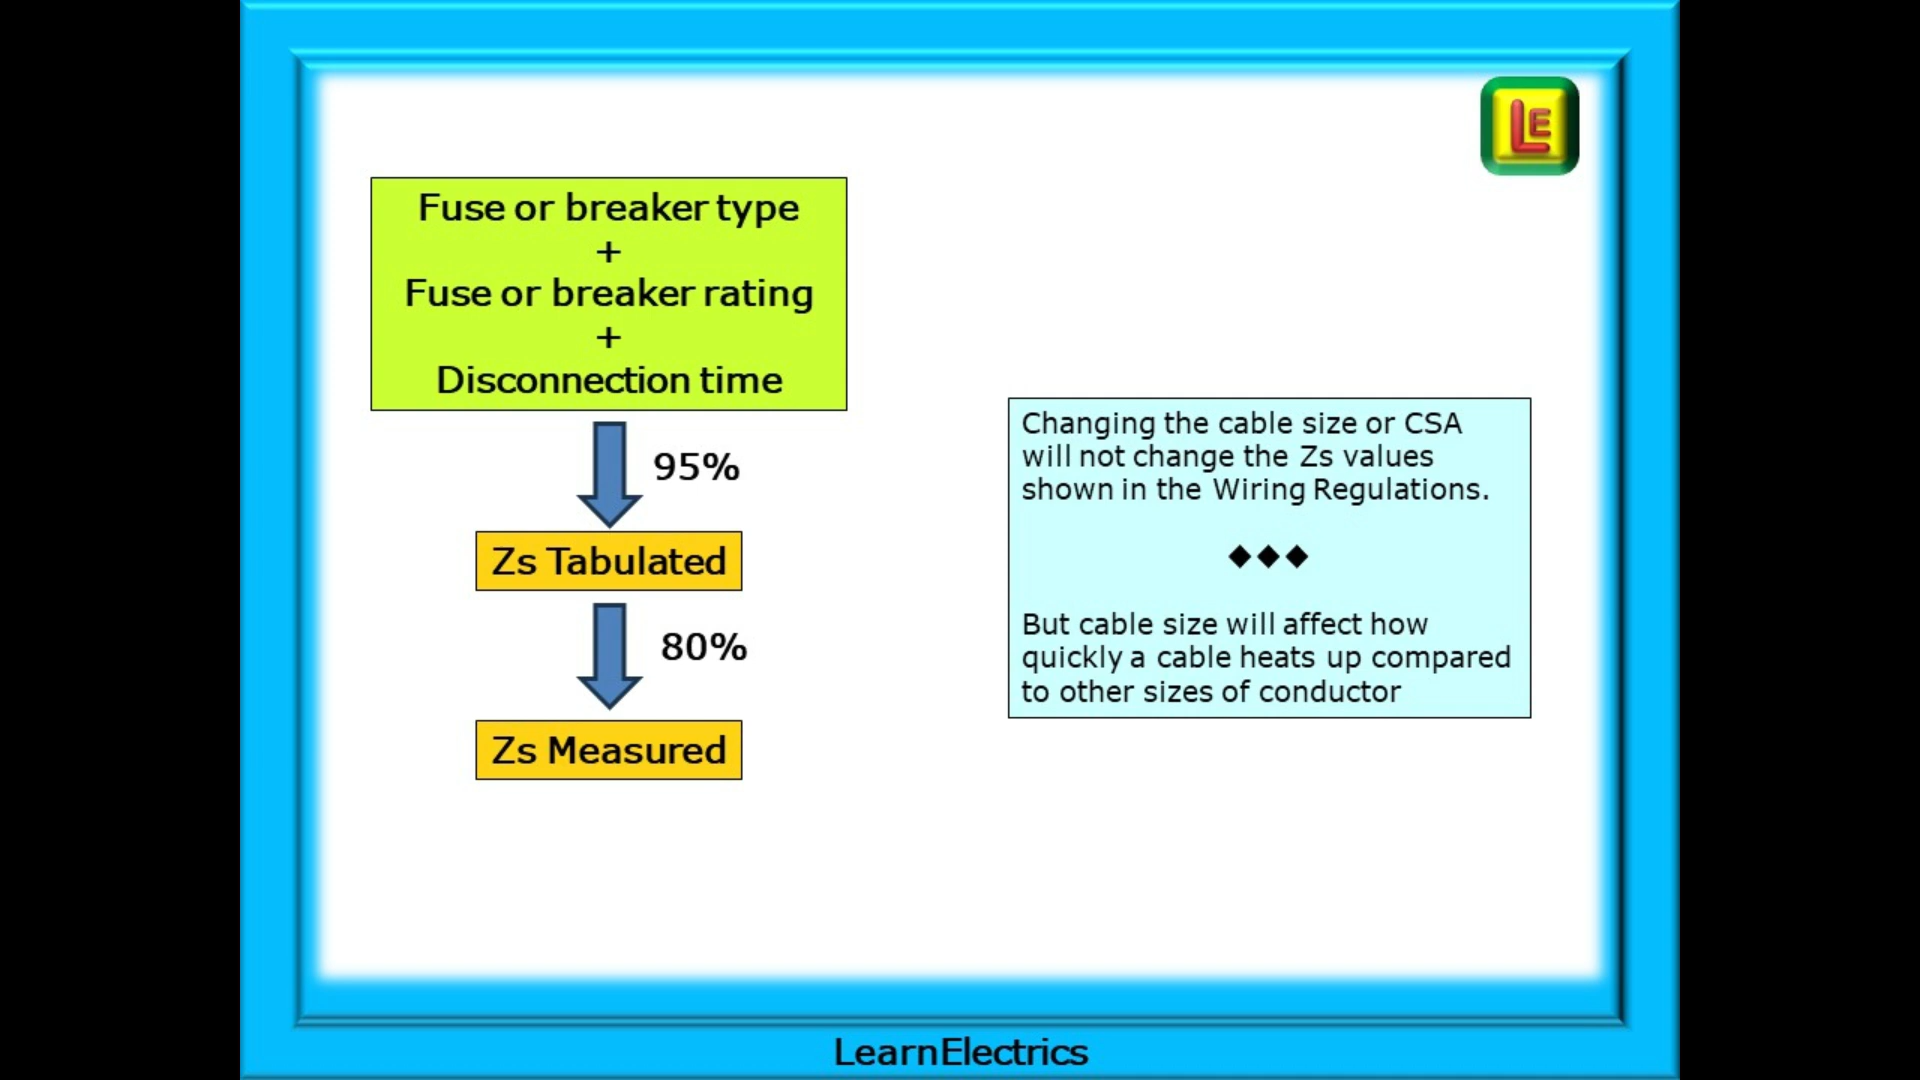 LE
Fuse or breaker type
+
Fuse or breaker rating
+
Disconnection time
95%
Zs Tabulated
80%
Zs Measured
Changing the cable size or CSA
will not change the Zs values
shown in the Wiring Regulations.
◆◆◆
But cable size will affect how
quickly a cable heats up compared
to other sizes of conductor
LearnElectrics